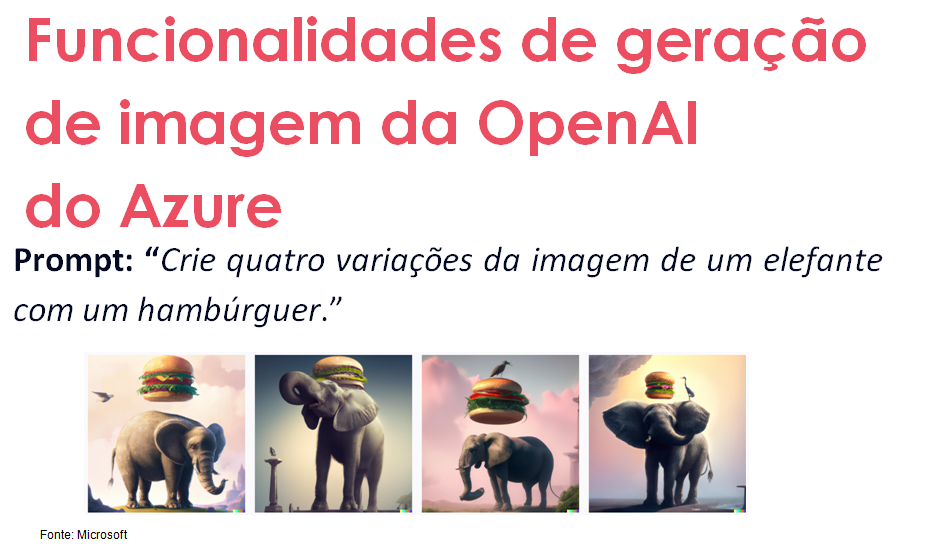 Funcionalidades de geração
de imagem da OpenAI
do Azure
Prompt: “Crie quatro variações da imagem de um elefante
com um hambúrguer.”
Fonte: Microsoft